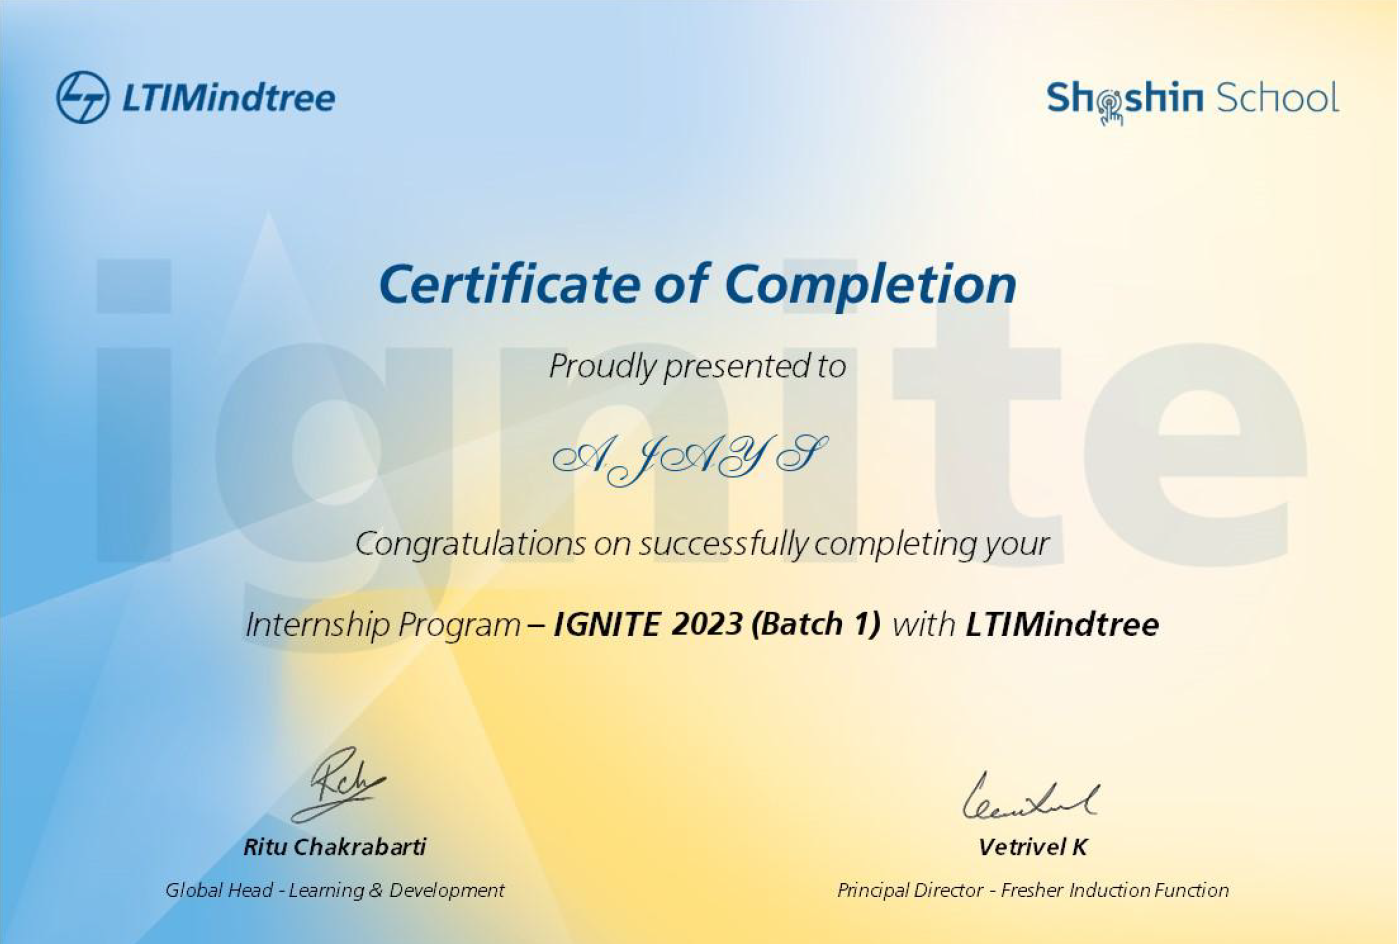 LTIMindtree
Shoshin School
ignite
Certificate of Completion
Proudly presented to
AJAY S
Congratulations on successfully completing your
Internship Program – IGNITE 2023 (Batch 1) with LTIMindtree
Ritu Chakrabarti
Vetrivel K
Global Head - Learning & Development
Principal Director - Fresher Induction Function